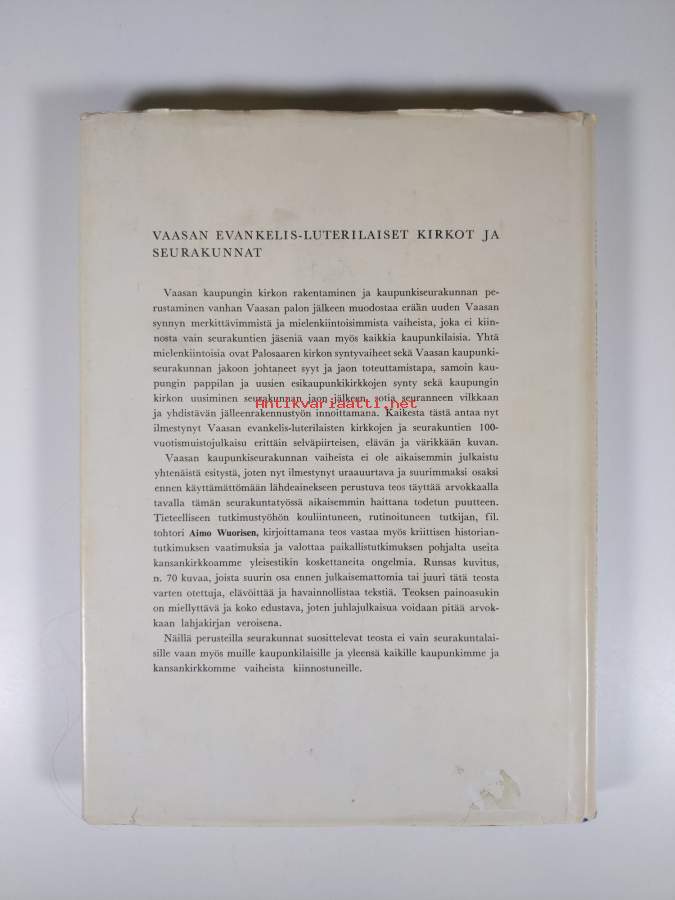 VAASAN EVANKELIS-LUTERILAISET KIRKOT JA
SEURAKUNNAT
Vaasan kaupungin kirkon rakentaminen ja kaupunkiseurakunnan pe-
rustaminen vanhan Vaasan palon jälkeen muodostaa erään uuden Vaasan
synnyn merkittävimmistä ja mielenkiintoisimmista vaiheista, joka ei kiin-
nosta vain seurakuntien jäseniä vaan myös kaikkia kaupunkilaisia. Yhtä
mielenkiintoisia ovat Palosaaren kirkon syntyvaiheet sekä Vaasan kaupunki-
seurakunnan jakoon johtaneet syyt ja jaon toteuttamistapa, samoin kau-
pungin pappilan ja uusien esikaupunkikirkkojen synty sekä kaupungin
kirkon uusiminen seurakunnan jaon jälkeen, sotia seuranneen vilkkaan
Antikvariaatti.net
ja yhdistävän jälleenrakennustyön innoittamana. Kaikesta tästä antaa nyt
ilmestynyt Vaasan evankelis-luterilaisten kirkkojen ja seurakuntien 100-
vuotismuistojulkaisu erittäin selväpiirteisen, elävän ja värikkään kuvan.
Vaasan kaupunkiseurakunnan vaiheista ei ole aikaisemmin julkaistu
yhtenäistä esitystä, joten nyt ilmestynyt uraauurtava ja suurimmaksi osaksi
ennen käyttämättömään lähdeainekseen perustuva teos täyttää arvokkaalla
tavalla tämän seurakuntatyössä aikaisemmin haittana todetun puutteen.
Tieteelliseen tutkimustyöhön kouliintuneen, rutinoituneen tutkijan, fil.
tohtori Aimo Wuorisen, kirjoittamana teos vastaa myös kriittisen historian-
tutkimuksen vaatimuksia ja valottaa paikallistutkimuksen pohjalta useita
kansankirkkoamme yleisestikin koskettaneita ongelmia. Runsas kuvitus,
n. 70 kuvaa, joista suurin osa ennen julkaisemattomia tai juuri tätä teosta
varten otettuja, elävöittää ja havainnollistaa tekstiä. Teoksen painoasukin
on miellyttävä ja koko edustava, joten juhlajulkaisua voidaan pitää arvok-
kaan lahjakirjan veroisena.
Näillä perusteilla seurakunnat suosittelevat teosta ei vain seurakuntalai-
sille vaan myös muille kaupunkilaisille ja yleensä kaikille kaupunkimme ja
kansankirkkomme vaiheista kiinnostuneille.